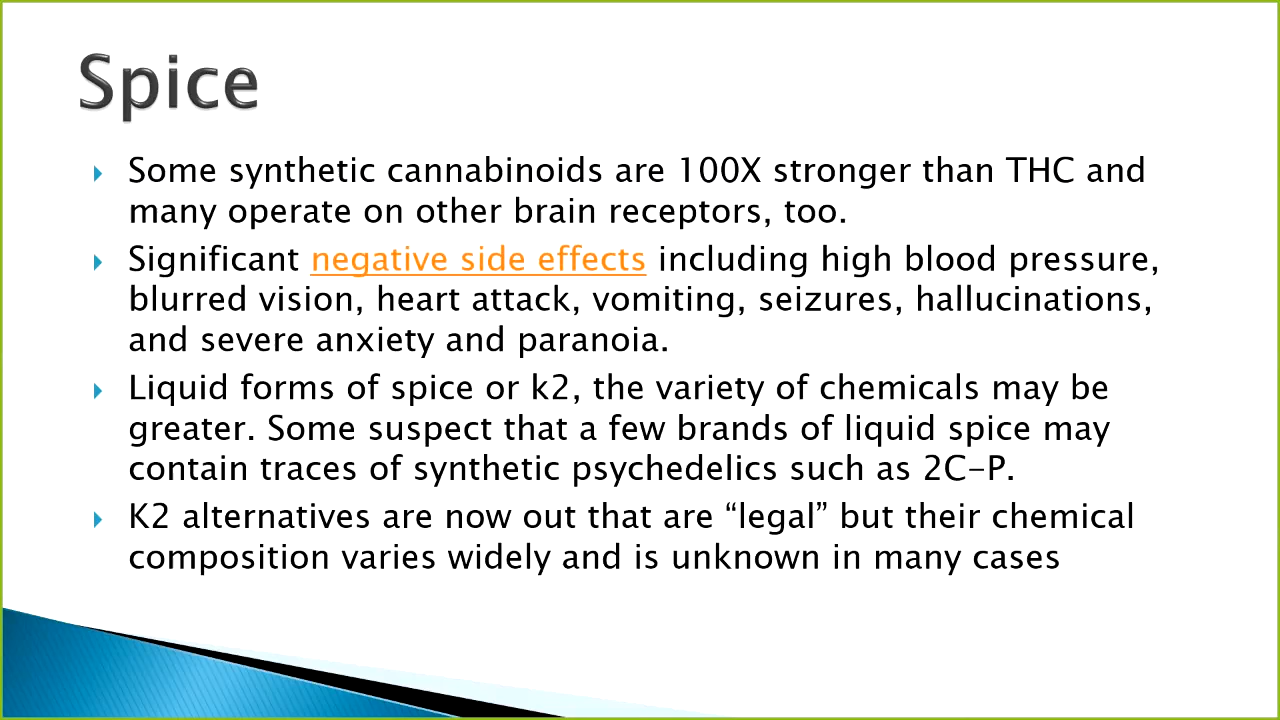 Spice
Some synthetic cannabinoids are 100X stronger than THC and
many operate on other brain receptors, too.
Significant negative side effects including high blood pressure,
blurred vision, heart attack, vomiting, seizures, hallucinations,
and severe anxiety and paranoia.
Liquid forms of spice or k2, the variety of chemicals may be
greater. Some suspect that a few brands of liquid spice may
contain traces of synthetic psychedelics such as 2C-P.
K2 alternatives are now out that are “legal” but their chemical
composition varies widely and is unknown in many cases